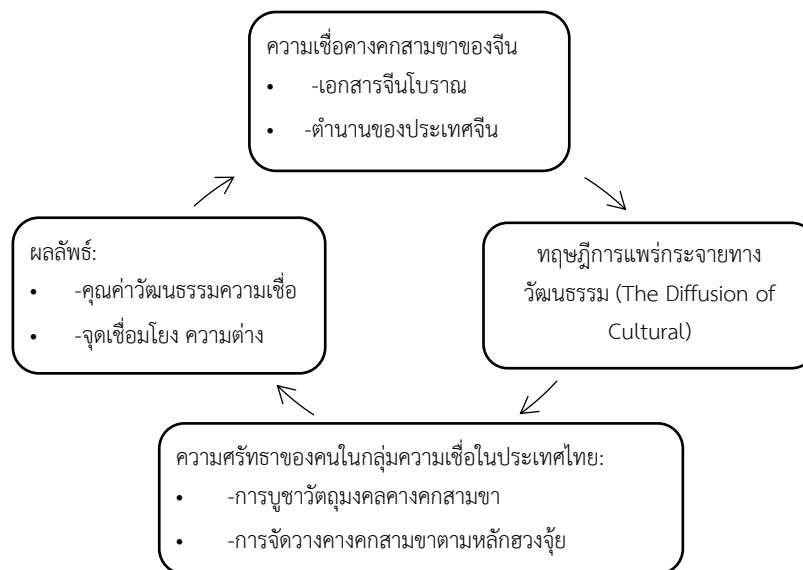 ความเชื่อคางคกสามขาของจีน
• -เอกสารจีนโบราณ
• -ตำนานของประเทศจีน
ทฤษฎีการแพร่กระจายทาง
วัฒนธรรม (The Diffusion of
Cultural)
ความศรัทธาของคนในกลุ่มความเชื่อในประเทศไทย:
• -การบูชาวัตถุมงคลคางคกสามขา
• -การจัดวางคางคกสามขาตามหลักฮวงจุ้ย
ผลลัพธ์:
• -คุณค่าวัฒนธรรมความเชื่อ
• -จุดเชื่อมโยง ความต่าง